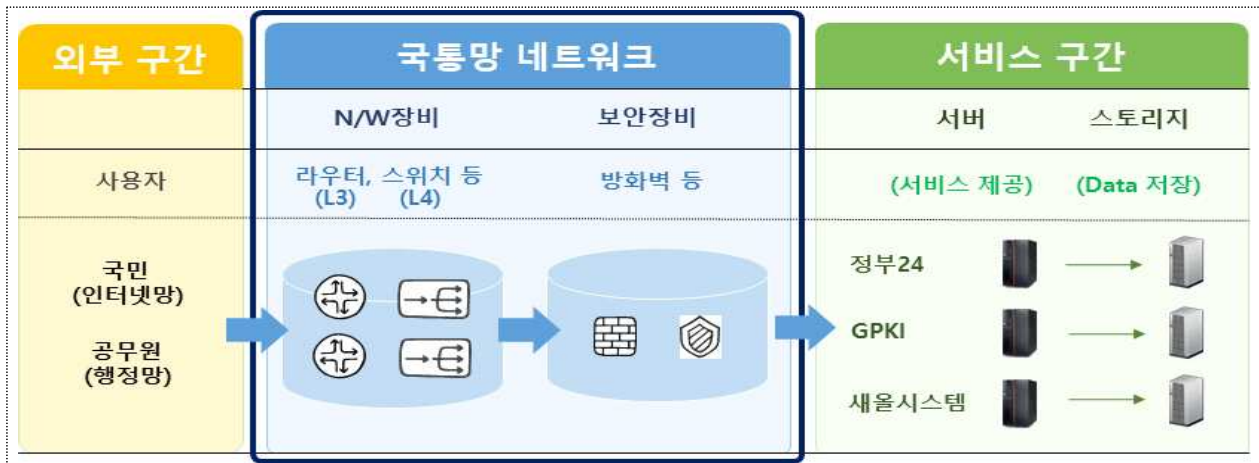 외부 구간 국통망 네트워크 서비스 구간
N/W장비 보안장비 서버 스토리지
사용자 라우터, 스위치 등 방화벽 등 (서비스 제공) (Data 저장)
(L3) (L4)
국민
(인터넷망)
공무원
(행정망)
정부24
GPKI
새올시스템